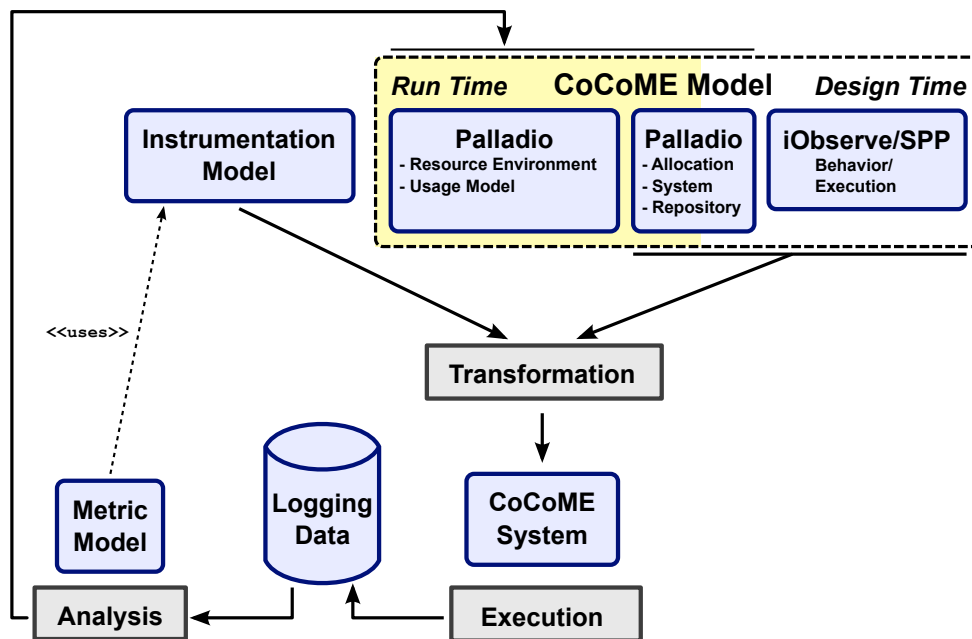 Run Time
CoCoME Model
Design Time
Instrumentation
Model
Palladio
- Resource Environment
- Usage Model
Palladio
- Allocation
- System
- Repository
iObserve/SPP
Behavior/
Execution
<<uses>>
Transformation
Metric
Model
Logging
Data
CoCoME
System
Analysis
Execution